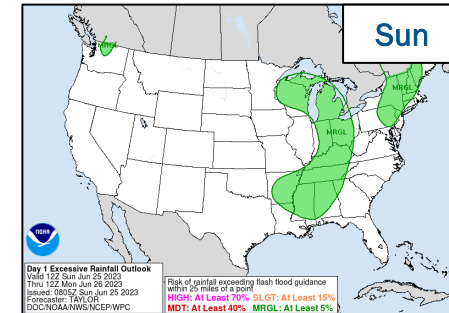 Sun
MRGL
MRGL
MRGL
NOAA
Day 1 Excessive Rainfall Outlook
Valid 12Z Sun Jun 25 2023
Thru 12Z Mon Jun 26 2023
Issued: 0805Z Sun Jun 25 2023
Forecaster: TAYLOR
DOC/NOAA/NWS/NCEP/WPC
Risk of rainfall exceeding flash flood guidance
within 25 miles of a point
HIGH: At Least 70% SLGT: At Least 15%
MDT: At Least 40% MRGL: At Least 5%